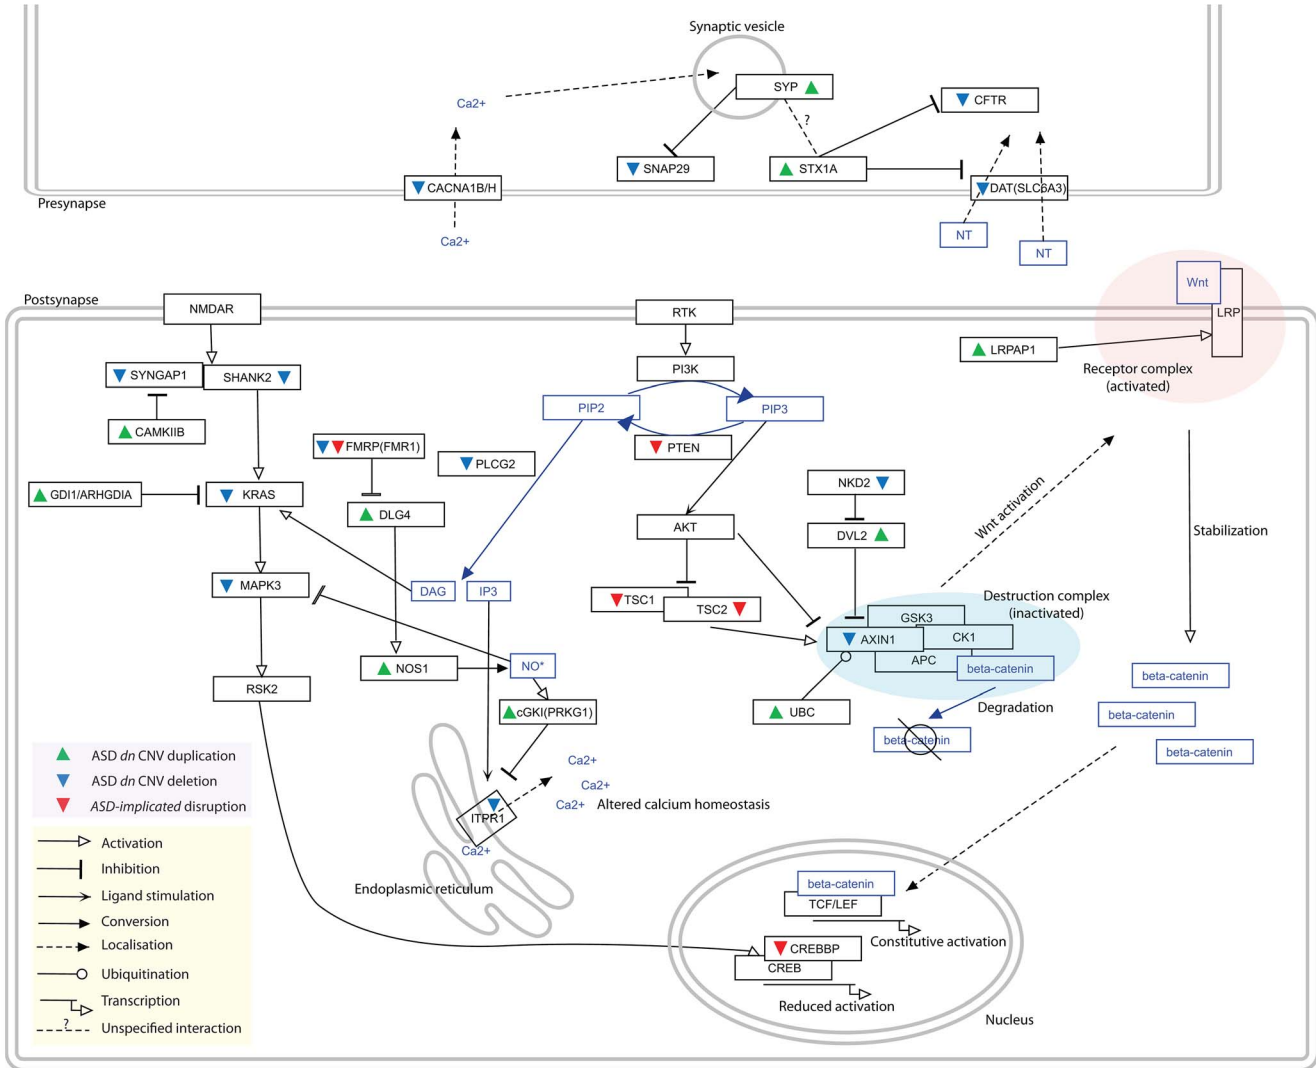 Synaptic vesicle
SYP
Ca2+
CFTR
?
SNAP29
STX1A
CACNA1B/H
DAT(SLC6A3)
Presynapse
Ca2+
NT
NT
Wnt
LRP
Postsynapse
NMDAR
RTK
LRPAP1
Receptor complex
(activated)
PI3K
SYNGAP1
SHANK2
PIP2
PIP3
CAMKIIB
FMRP(FMR1)
PTEN
PLCG2
NKD2
GDI1/ARHGDIA
KRAS
DLG4
AKT
DVL2
Wnt activation
Stabilization
MAPK3
DAG
IP3
TSC1
TSC2
Destruction complex
(inactivated)
GSK3
AXIN1
CK1
APC
beta-catenin
NOS1
NO*
RSK2
cGKI(PRKG1)
UBC
Degradation
beta-catenin
beta-catenin
beta-catenin
beta-catenin
ASD dn CNV duplication
ASD dn CNV deletion
ASD-implicated disruption
Ca2+
Ca2+
Ca2+
Altered calcium homeostasis
ITPR1
Ca2+
Endoplasmic reticulum
Activation
Inhibition
Ligand stimulation
Conversion
Localisation
Ubiquitination
Transcription
?
Unspecified interaction
beta-catenin
TCF/LEF
Constitutive activation
CREBBP
CREB
Reduced activation
Nucleus